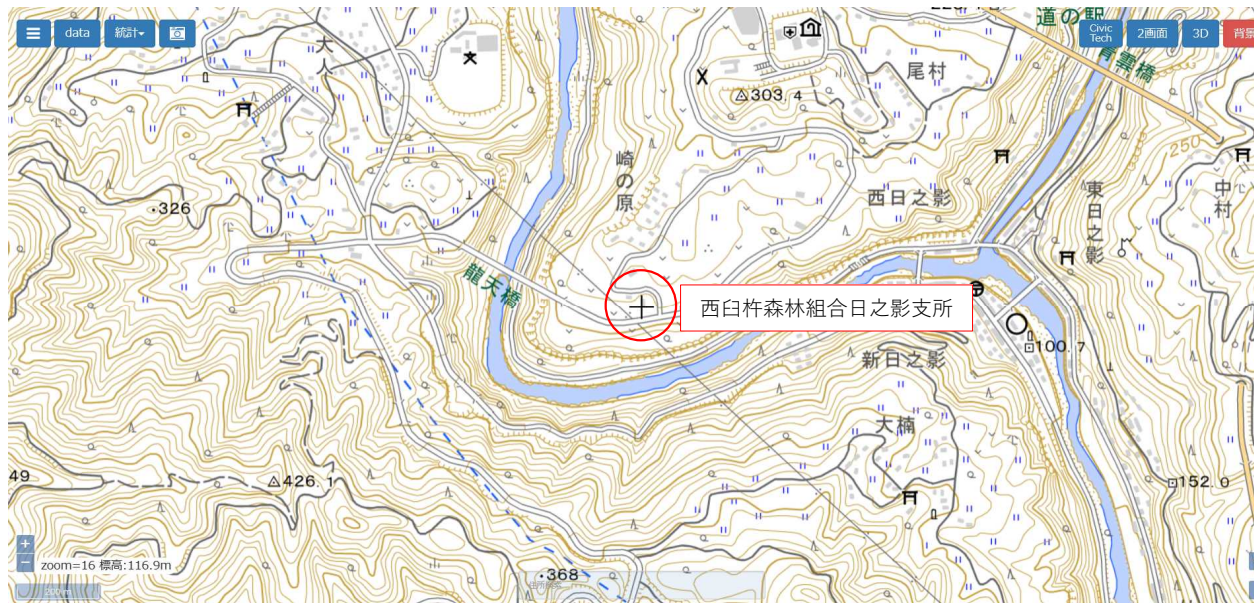 data
統計
Civic
Tech
2画面
3D
背景
道の駅
青雲橋
大人
尾村
303.4
崎の原
西日之影
東日之影
中村
250
326
龍天橋
西臼杵森林組合日之影支所
新日之影
100.7
大楠
49
426.1
152.0
368
+
−
zoom=16 標高:116.9m
200 m